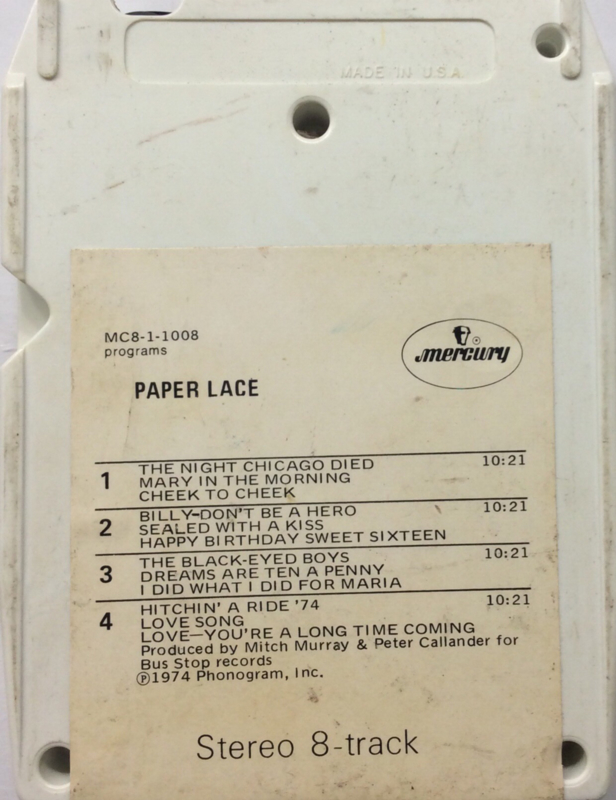 MADE IN U.S.A.
MC8-1-1008
programs
mercury
PAPER LACE
1 THE NIGHT CHICAGO DIED 10:21
MARY IN THE MORNING
CHEEK TO CHEEK
2 BILLY—DON'T BE A HERO 10:21
SEALED WITH A KISS
HAPPY BIRTHDAY SWEET SIXTEEN
3 THE BLACK-EYED BOYS 10:21
DREAMS ARE TEN A PENNY
I DID WHAT I DID FOR MARIA
4 HITCHIN' A RIDE '74 10:21
LOVE SONG
LOVE—YOU'RE A LONG TIME COMING
Produced by Mitch Murray & Peter Callander for
Bus Stop records
℗1974 Phonogram, Inc.
Stereo 8-track